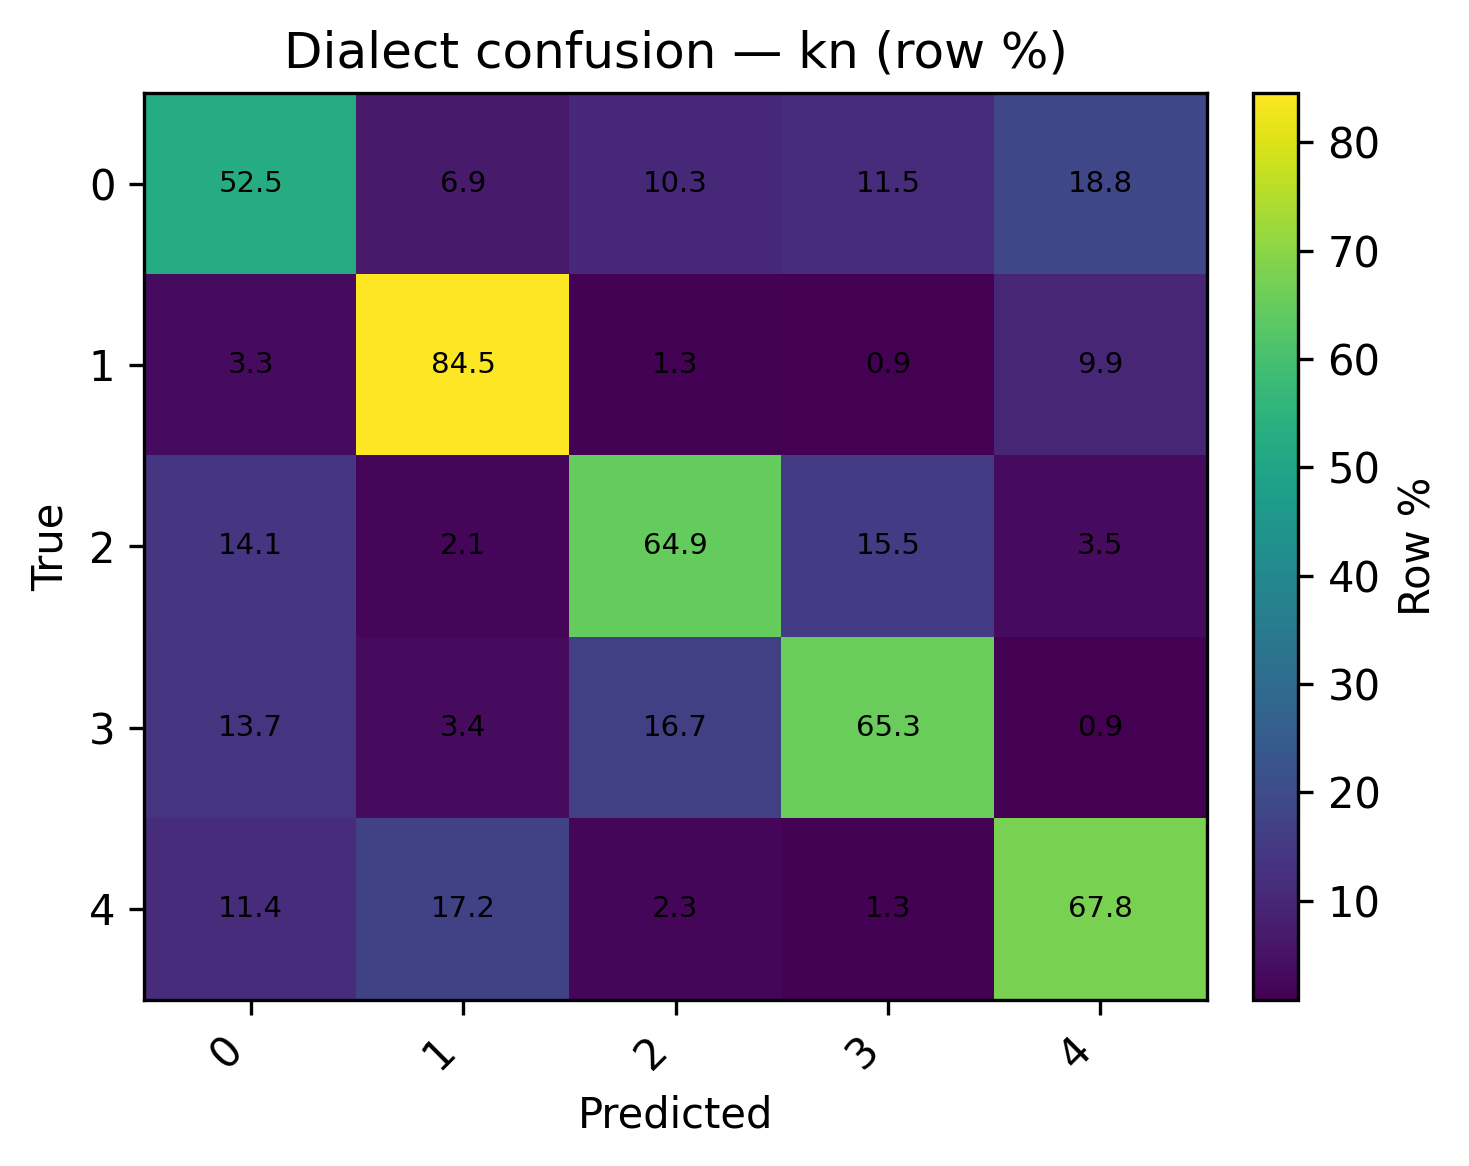 Dialect confusion — kn (row %)
True
0 52.5 6.9 10.3 11.5 18.8
1 3.3 84.5 1.3 0.9 9.9
2 14.1 2.1 64.9 15.5 3.5
3 13.7 3.4 16.7 65.3 0.9
4 11.4 17.2 2.3 1.3 67.8
0 1 2 3 4
Predicted
80
70
60
50
40
30
20
10
Row %